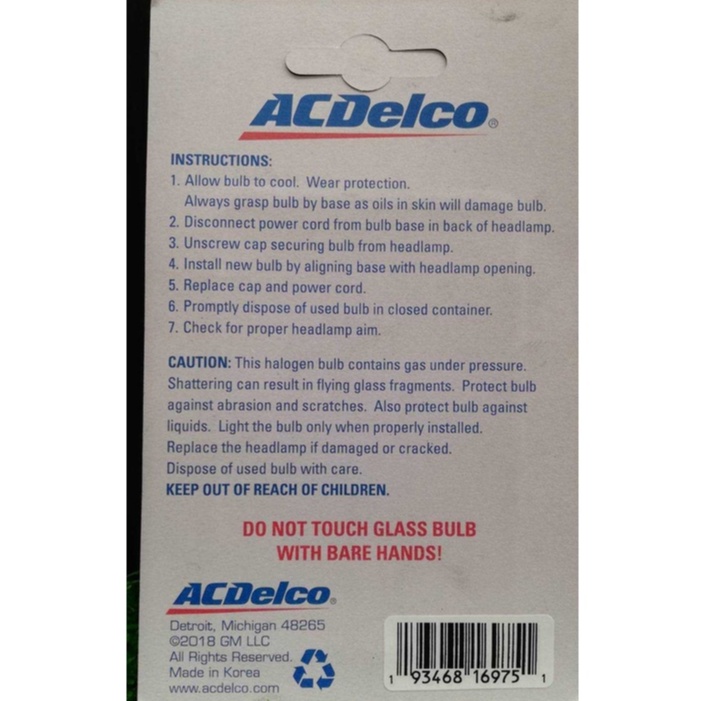 ACDelco®
INSTRUCTIONS:
1. Allow bulb to cool. Wear protection.
Always grasp bulb by base as oils in skin will damage bulb.
2. Disconnect power cord from bulb base in back of headlamp.
3. Unscrew cap securing bulb from headlamp.
4. Install new bulb by aligning base with headlamp opening.
5. Replace cap and power cord.
6. Promptly dispose of used bulb in closed container.
7. Check for proper headlamp aim.
CAUTION: This halogen bulb contains gas under pressure.
Shattering can result in flying glass fragments. Protect bulb
against abrasion and scratches. Also protect bulb against
liquids. Light the bulb only when properly installed.
Replace the headlamp if damaged or cracked.
Dispose of used bulb with care.
KEEP OUT OF REACH OF CHILDREN.
DO NOT TOUCH GLASS BULB
WITH BARE HANDS!
ACDelco®
Detroit, Michigan 48265
©2018 GM LLC
All Rights Reserved.
Made in Korea
www.acdelco.com
1 93468 16975 1